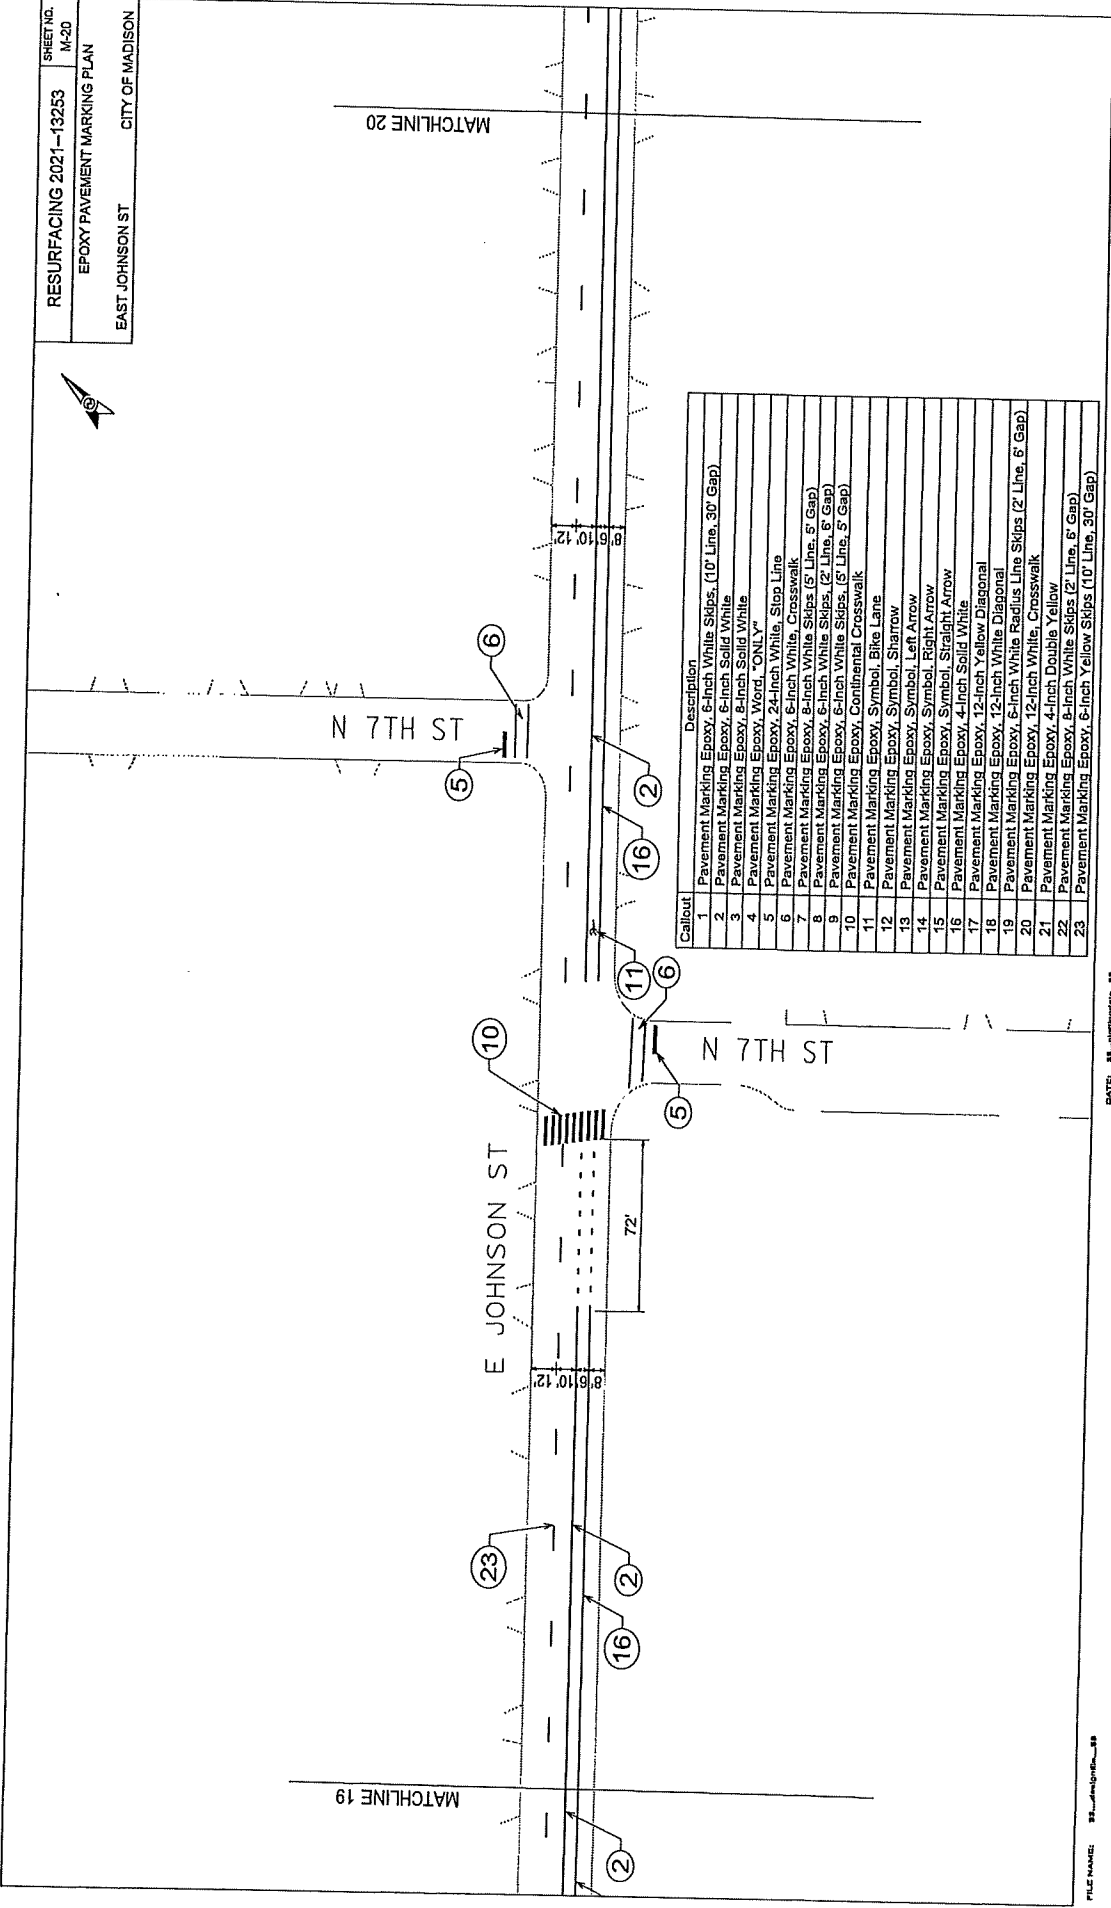 RESURFACING 2021-13253
SHEET NO.
M-20
EPOXY PAVEMENT MARKING PLAN
EAST JOHNSON ST
CITY OF MADISON
MATCHLINE 19
MATCHLINE 20
E JOHNSON ST
N 7TH ST
N 7TH ST
23
10
5
6
12'
10'
6'
8'
12'
10'
6'
8'
72'
2
16
2
5
11
6
16
2
Callout Description
1 Pavement Marking Epoxy, 6-Inch White Skips, (10' Line, 30' Gap)
2 Pavement Marking Epoxy, 6-Inch Solid White
3 Pavement Marking Epoxy, 8-Inch Solid White
4 Pavement Marking Epoxy, Word, "ONLY"
5 Pavement Marking Epoxy, 24-Inch White, Stop Line
6 Pavement Marking Epoxy, 6-Inch White, Crosswalk
7 Pavement Marking Epoxy, 8-Inch White Skips (5' Line, 5' Gap)
8 Pavement Marking Epoxy, 6-Inch White Skips, (2' Line, 6' Gap)
9 Pavement Marking Epoxy, 6-Inch White Skips, (5' Line, 5' Gap)
10 Pavement Marking Epoxy, Continental Crosswalk
11 Pavement Marking Epoxy, Symbol, Bike Lane
12 Pavement Marking Epoxy, Symbol, Sharrow
13 Pavement Marking Epoxy, Symbol, Left Arrow
14 Pavement Marking Epoxy, Symbol, Right Arrow
15 Pavement Marking Epoxy, Symbol, Straight Arrow
16 Pavement Marking Epoxy, 4-Inch Solid White
17 Pavement Marking Epoxy, 12-Inch Yellow Diagonal
18 Pavement Marking Epoxy, 12-Inch White Diagonal
19 Pavement Marking Epoxy, 6-Inch White Radius Line Skips (2' Line, 6' Gap)
20 Pavement Marking Epoxy, 12-Inch White, Crosswalk
21 Pavement Marking Epoxy, 4-Inch Double Yellow
22 Pavement Marking Epoxy, 8-Inch White Skips (2' Line, 6' Gap)
23 Pavement Marking Epoxy, 6-Inch Yellow Skips (10' Line, 30' Gap)
FILE NAME:
DATE: